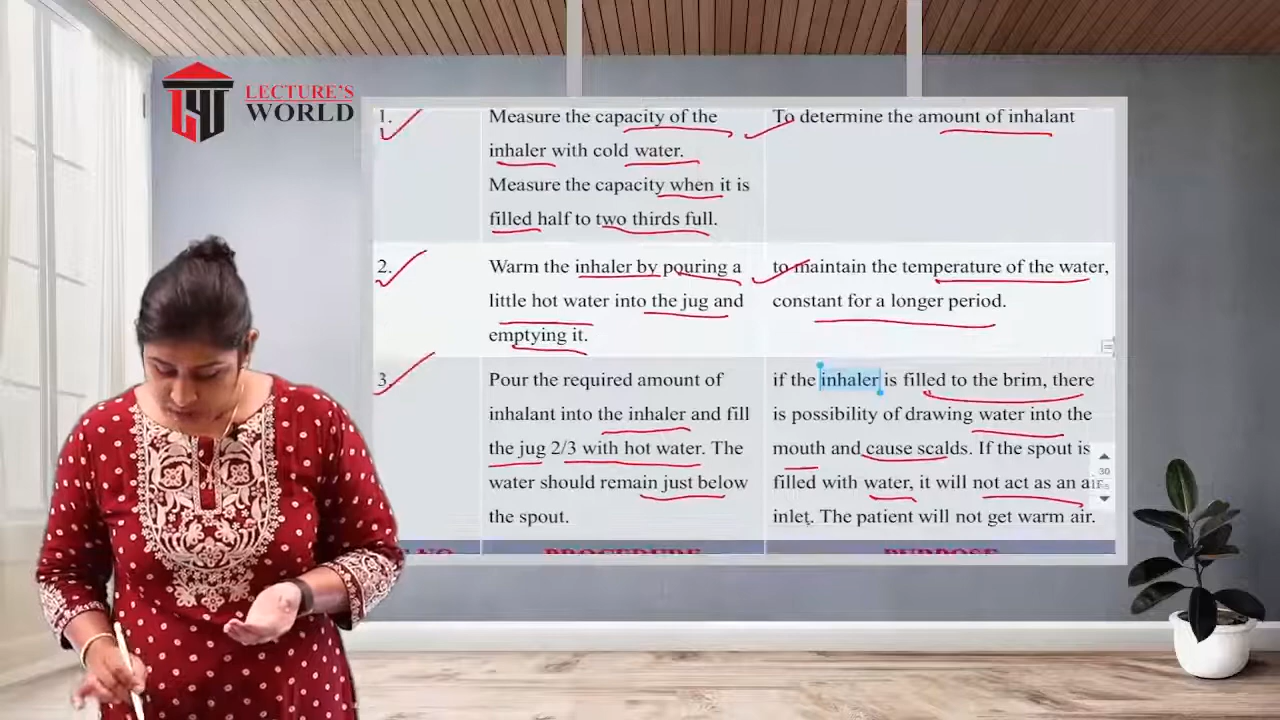 LECTURE'S
WORLD
1.
Measure the capacity of the
inhaler with cold water.
Measure the capacity when it is
filled half to two thirds full.
To determine the amount of inhalant
2.
Warm the inhaler by pouring a
little hot water into the jug and
emptying it.
to maintain the temperature of the water,
constant for a longer period.
3.
Pour the required amount of
inhalant into the inhaler and fill
the jug 2/3 with hot water. The
water should remain just below
the spout.
if the inhaler is filled to the brim, there
is possibility of drawing water into the
mouth and cause scalds. If the spout is
filled with water, it will not act as an air
inlet. The patient will not get warm air.
30
PROCEDURE
PURPOSE